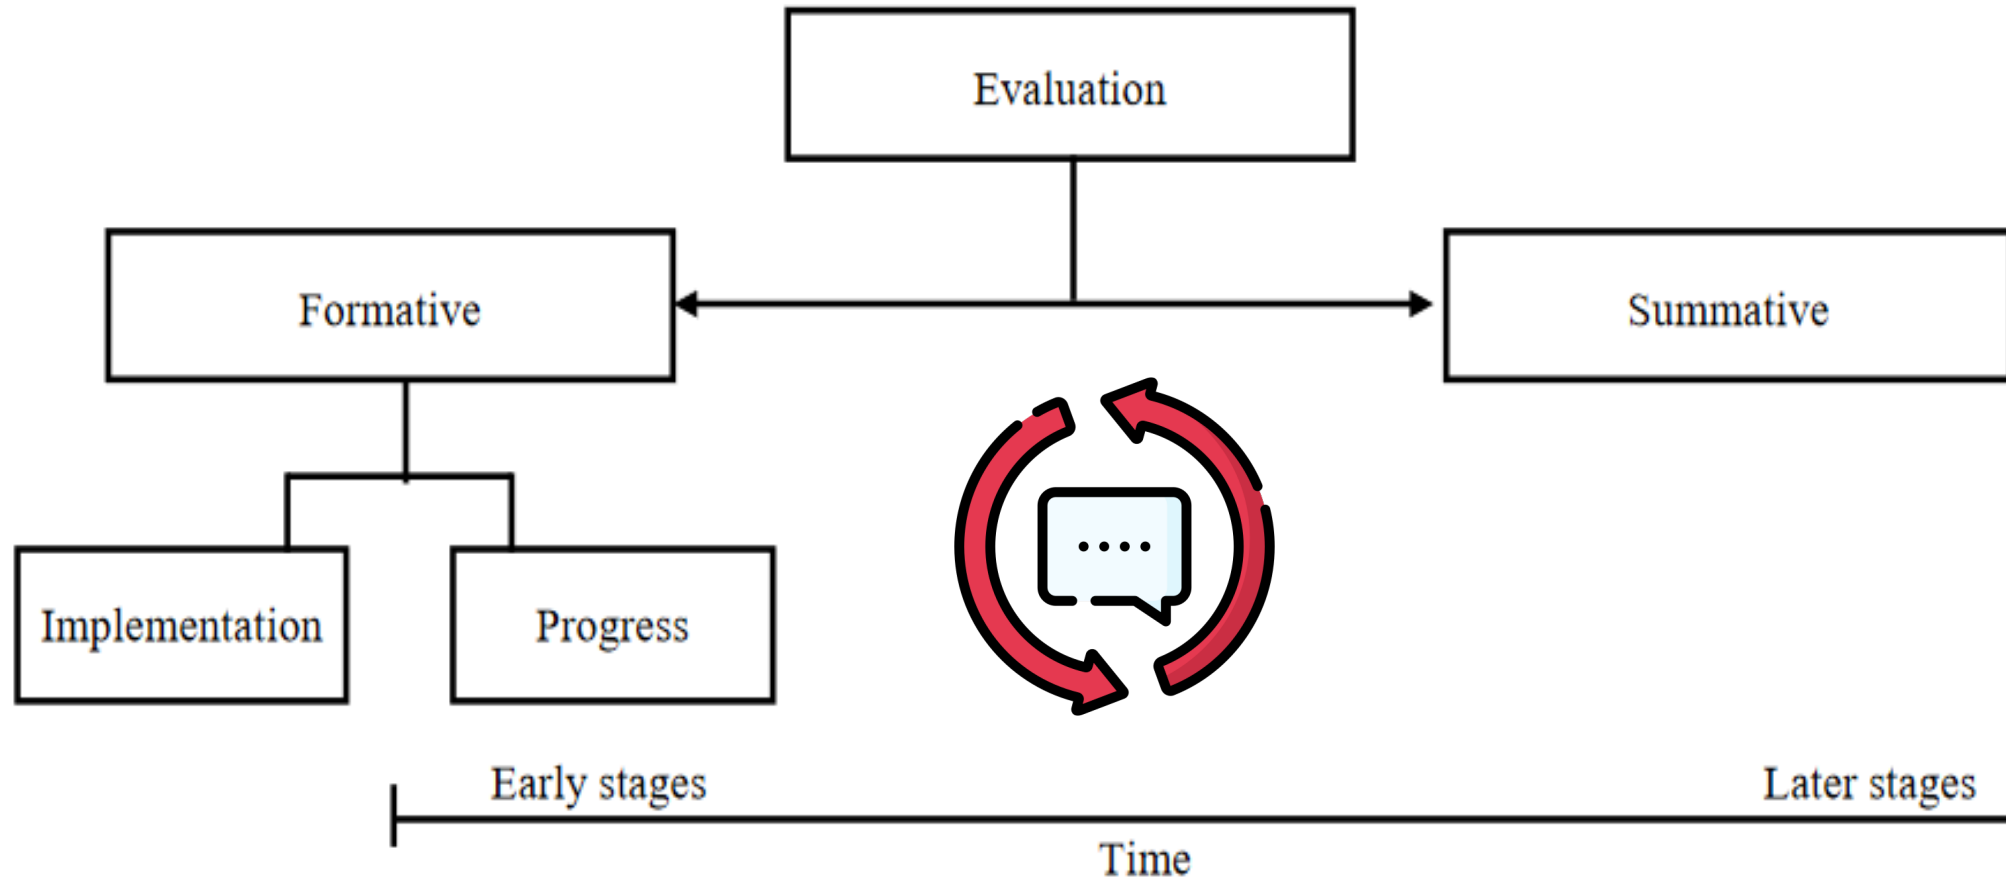 Evaluation
Formative
Summative
Implementation
Progress
Early stages
Later stages
Time